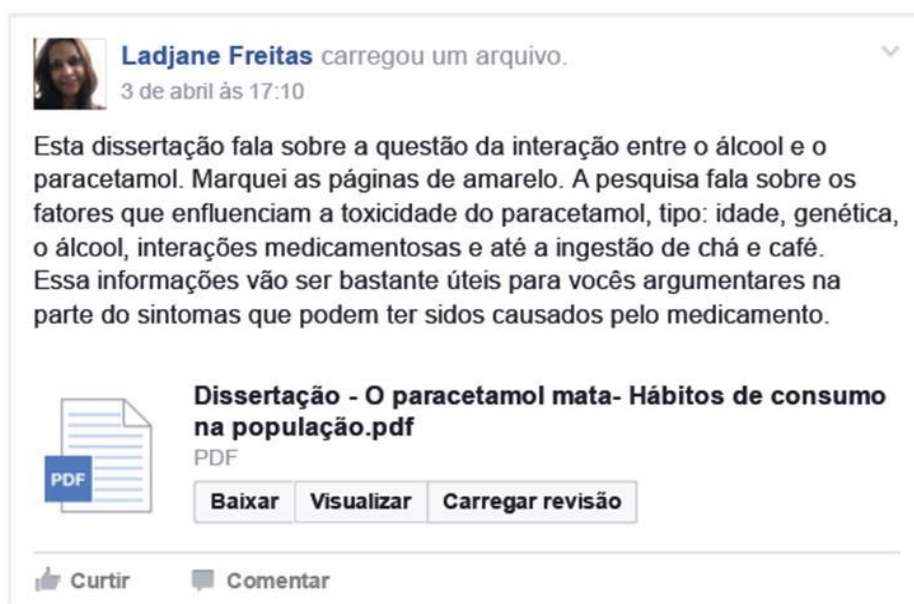 Ladjane Freitas carregou um arquivo.
3 de abril às 17:10
Esta dissertação fala sobre a questão da interação entre o álcool e o
paracetamol. Marquei as páginas de amarelo. A pesquisa fala sobre os
fatores que enfluenciam a toxicidade do paracetamol, tipo: idade, genética,
o álcool, interações medicamentosas e até a ingestão de chá e café.
Essa informações vão ser bastante úteis para vocês argumentares na
parte do sintomas que podem ter sidos causados pelo medicamento.
Dissertação - O paracetamol mata- Hábitos de consumo
na população.pdf
PDF
PDF
Baixar Visualizar Carregar revisão
Curtir Comentar